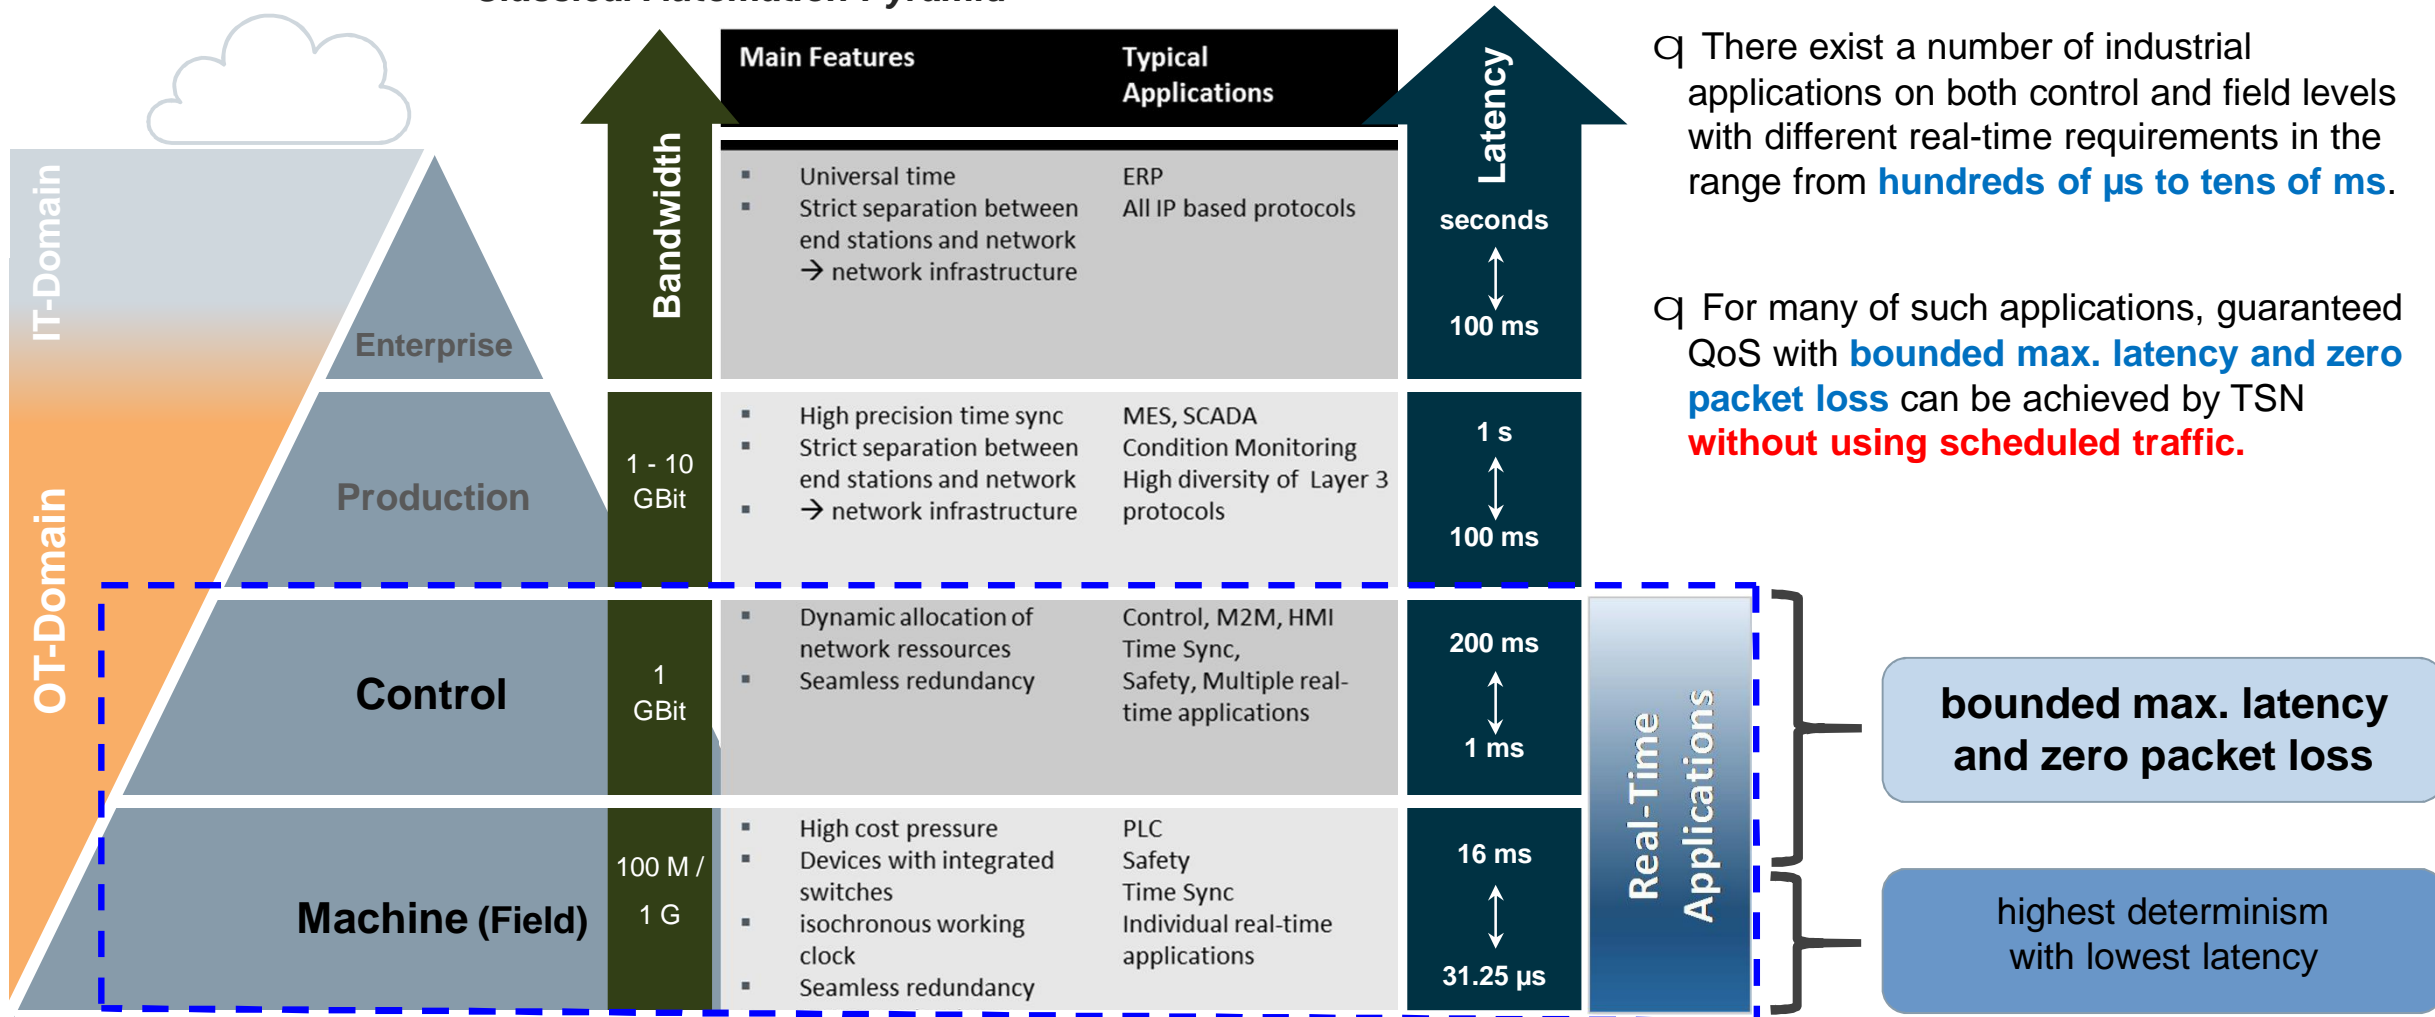 Classical Automation Pyramid
IT-Domain
OT-Domain
Enterprise
Production
Control
Machine (Field)
Bandwidth
1 - 10
GBit
1
GBit
100 M /
1 G
Main Features
Typical
Applications
▪ Universal time
▪ Strict separation between
end stations and network
→ network infrastructure
ERP
All IP based protocols
▪ High precision time sync
▪ Strict separation between
end stations and network
▪ → network infrastructure
MES, SCADA
Condition Monitoring
High diversity of Layer 3
protocols
▪ Dynamic allocation of
network ressources
▪ Seamless redundancy
Control, M2M, HMI
Time Sync,
Safety, Multiple real-
time applications
▪ High cost pressure
▪ Devices with integrated
switches
▪ isochronous working
clock
▪ Seamless redundancy
PLC
Safety
Time Sync
Individual real-time
applications
Latency
seconds
100 ms
1 s
100 ms
200 ms
1 ms
16 ms
31.25 µs
Real-Time
Applications
q There exist a number of industrial
applications on both control and field levels
with different real-time requirements in the
range from hundreds of µs to tens of ms.
q For many of such applications, guaranteed
QoS with bounded max. latency and zero
packet loss can be achieved by TSN
without using scheduled traffic.
bounded max. latency
and zero packet loss
highest determinism
with lowest latency